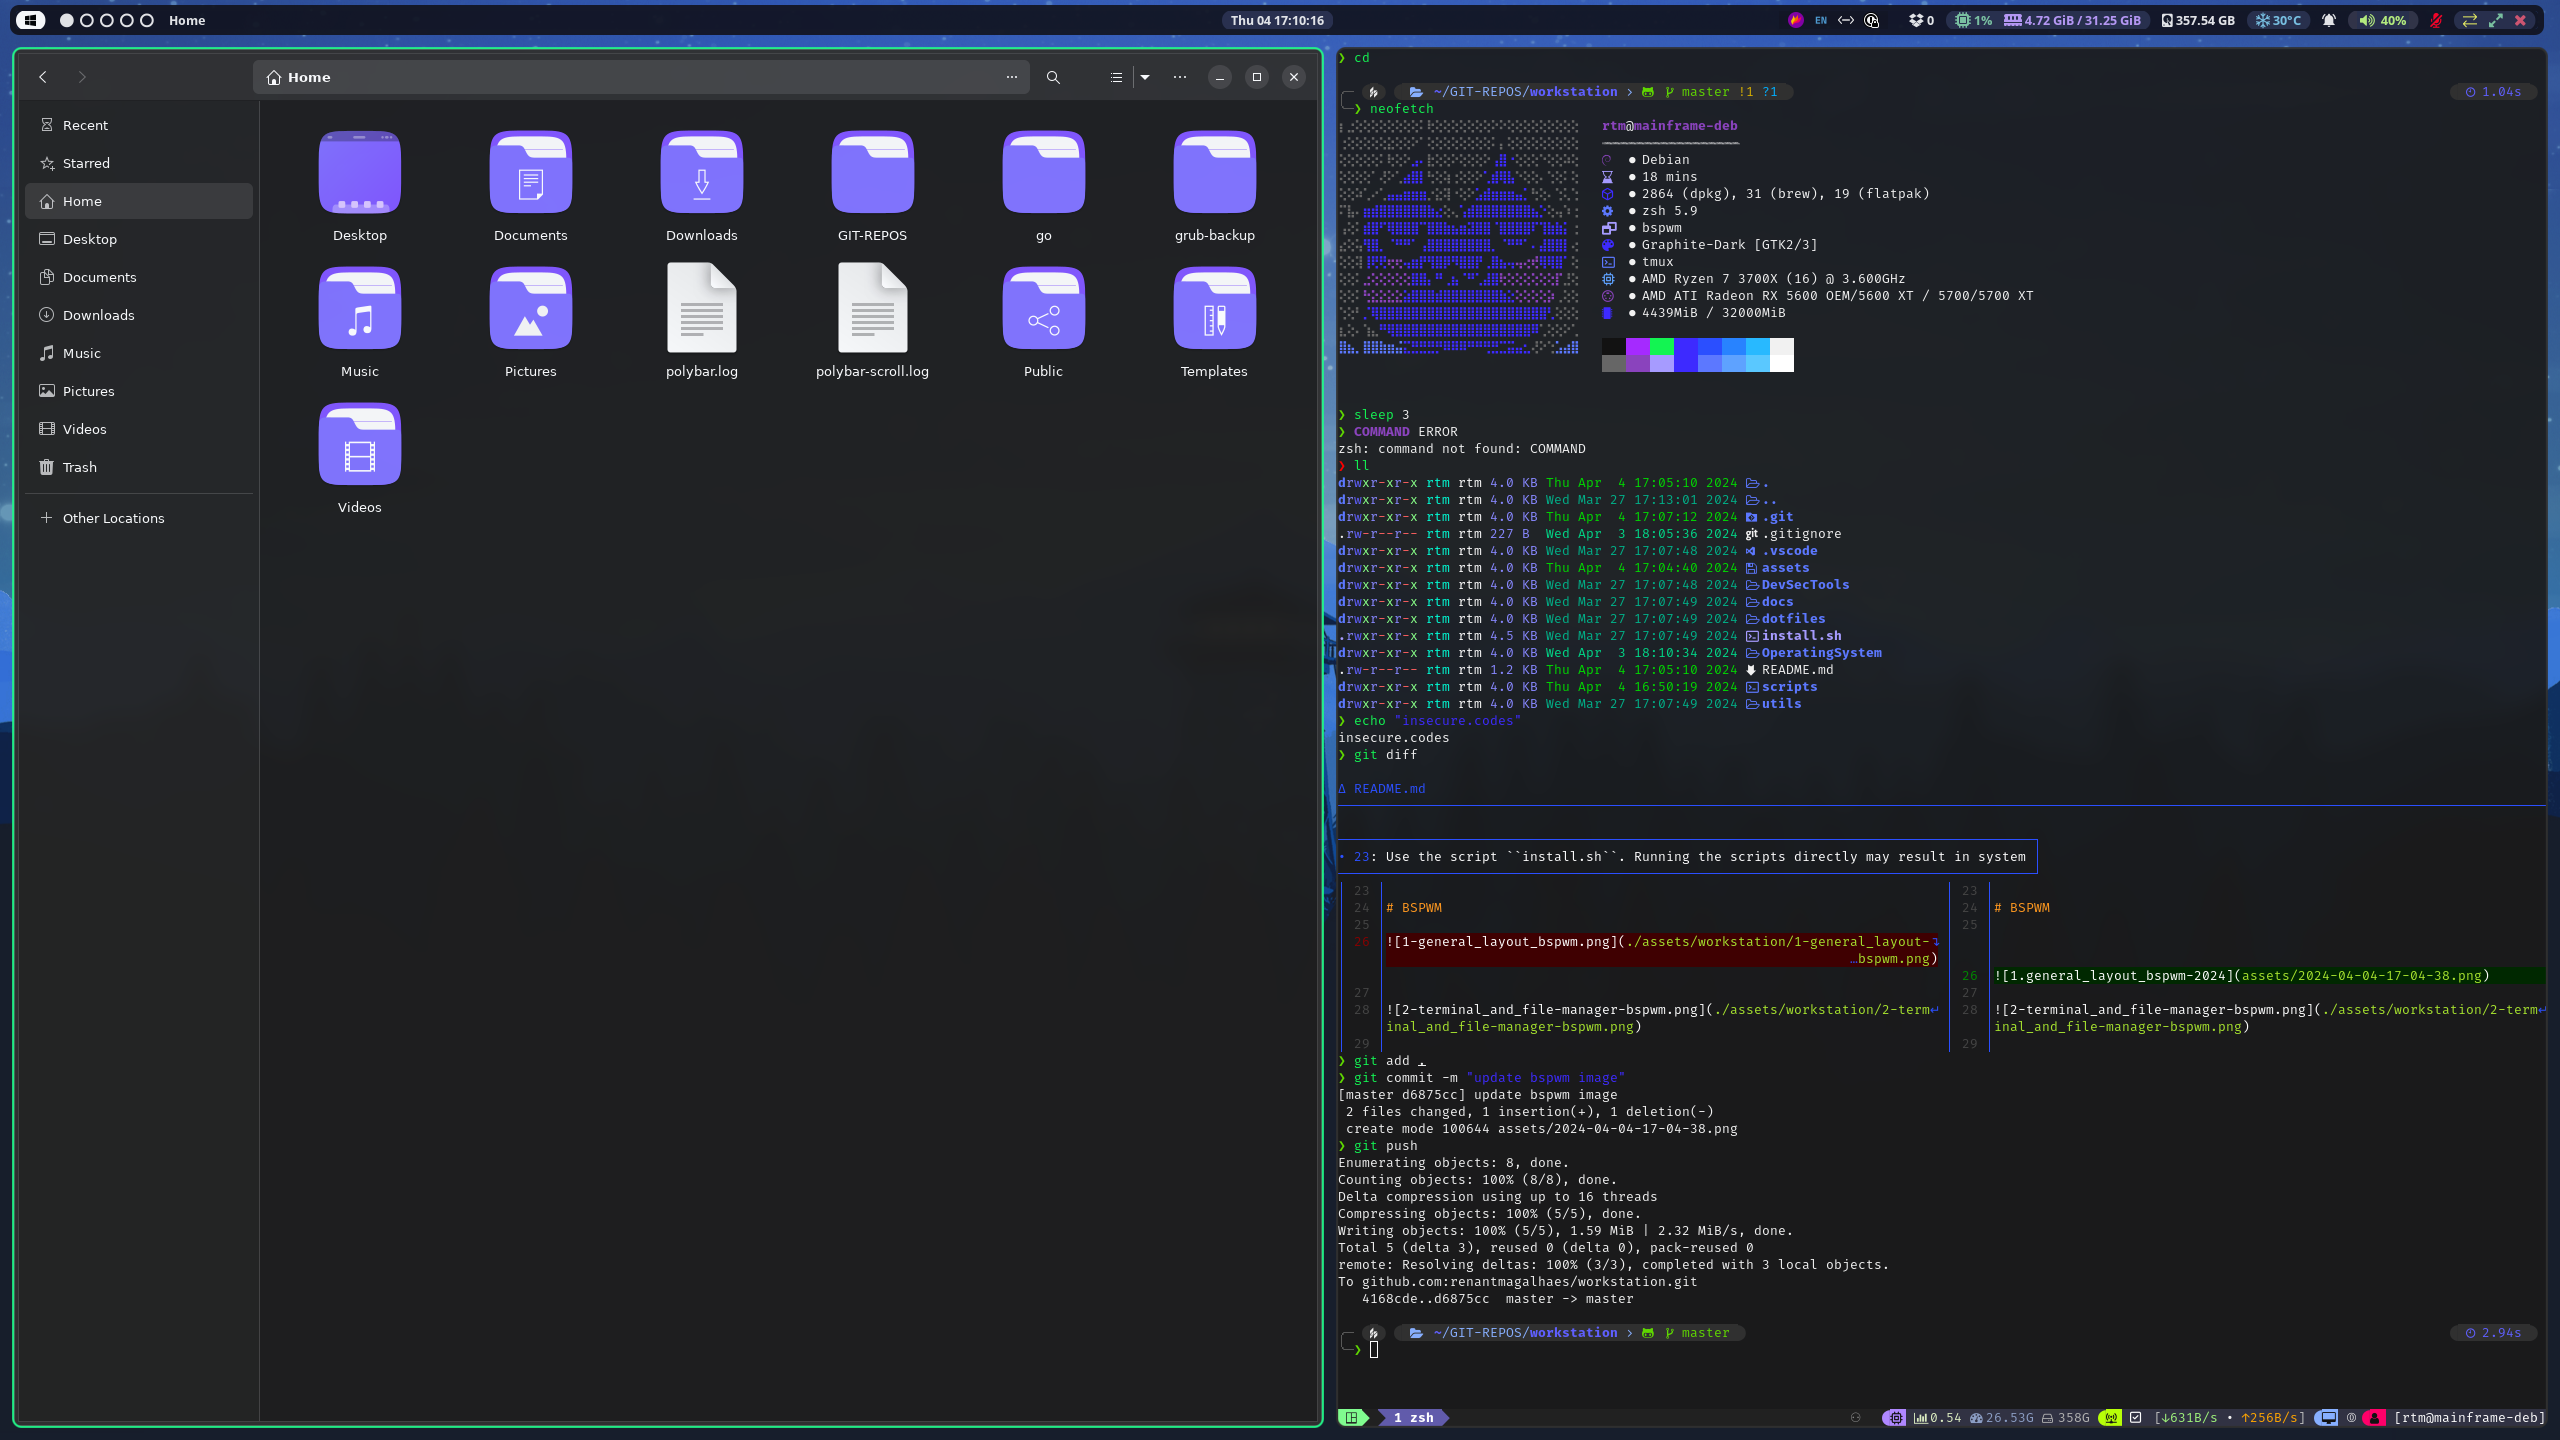 Home
Thu 04 17:10:16
EN
0
1%
4.72 GiB / 31.25 GiB
357.54 GB
30°C
40%
Home
Recent
Starred
Home
Desktop
Documents
Downloads
Music
Pictures
Videos
Trash
Other Locations
Desktop
Documents
Downloads
GIT-REPOS
go
grub-backup
Music
Pictures
polybar.log
polybar-scroll.log
Public
Templates
Videos
❯ cd
~/GIT-REPOS/workstation › master !1 ?1
1.04s
❯ neofetch
rtm@mainframe-deb
● Debian
● 18 mins
● 2864 (dpkg), 31 (brew), 19 (flatpak)
● zsh 5.9
● bspwm
● Graphite-Dark [GTK2/3]
● tmux
● AMD Ryzen 7 3700X (16) @ 3.600GHz
● AMD ATI Radeon RX 5600 OEM/5600 XT / 5700/5700 XT
● 4439MiB / 32000MiB
❯ sleep 3
❯ COMMAND ERROR
zsh: command not found: COMMAND
❯ ll
drwxr-xr-x rtm rtm 4.0 KB Thu Apr  4 17:05:10 2024 .
drwxr-xr-x rtm rtm 4.0 KB Wed Mar 27 17:13:01 2024 ..
drwxr-xr-x rtm rtm 4.0 KB Thu Apr  4 17:07:12 2024 .git
.rw-r--r-- rtm rtm 227 B  Wed Apr  3 18:05:36 2024 git .gitignore
drwxr-xr-x rtm rtm 4.0 KB Wed Mar 27 17:07:48 2024 .vscode
drwxr-xr-x rtm rtm 4.0 KB Thu Apr  4 17:04:40 2024 assets
drwxr-xr-x rtm rtm 4.0 KB Wed Mar 27 17:07:48 2024 DevSecTools
drwxr-xr-x rtm rtm 4.0 KB Wed Mar 27 17:07:49 2024 docs
drwxr-xr-x rtm rtm 4.0 KB Wed Mar 27 17:07:49 2024 dotfiles
.rwxr-xr-x rtm rtm 4.5 KB Wed Mar 27 17:07:49 2024 install.sh
drwxr-xr-x rtm rtm 4.0 KB Wed Apr  3 18:10:34 2024 OperatingSystem
.rw-r--r-- rtm rtm 1.2 KB Thu Apr  4 17:05:10 2024 README.md
drwxr-xr-x rtm rtm 4.0 KB Thu Apr  4 16:50:19 2024 scripts
drwxr-xr-x rtm rtm 4.0 KB Wed Mar 27 17:07:49 2024 utils
❯ echo "insecure.codes"
insecure.codes
❯ git diff
Δ README.md
• 23: Use the script ``install.sh``. Running the scripts directly may result in system
23 23
24 # BSPWM 24 # BSPWM
25 25
26 ![1-general_layout_bspwm.png](./assets/workstation/1-general_layout-↴
…bspwm.png)
26 ![1.general_layout_bspwm-2024](assets/2024-04-04-17-04-38.png)
27 27
28 ![2-terminal_and_file-manager-bspwm.png](./assets/workstation/2-term↵ 28 ![2-terminal_and_file-manager-bspwm.png](./assets/workstation/2-term↵
inal_and_file-manager-bspwm.png) inal_and_file-manager-bspwm.png)
29 29
❯ git add .
❯ git commit -m "update bspwm image"
[master d6875cc] update bspwm image
2 files changed, 1 insertion(+), 1 deletion(-)
create mode 100644 assets/2024-04-04-17-04-38.png
❯ git push
Enumerating objects: 8, done.
Counting objects: 100% (8/8), done.
Delta compression using up to 16 threads
Compressing objects: 100% (5/5), done.
Writing objects: 100% (5/5), 1.59 MiB | 2.32 MiB/s, done.
Total 5 (delta 3), reused 0 (delta 0), pack-reused 0
remote: Resolving deltas: 100% (3/3), completed with 3 local objects.
To github.com:renantmagalhaes/workstation.git
4168cde..d6875cc  master -> master
~/GIT-REPOS/workstation › master
2.94s
❯
1 zsh
0.54 26.53G 358G [↓631B/s • ↑256B/s] [rtm@mainframe-deb]